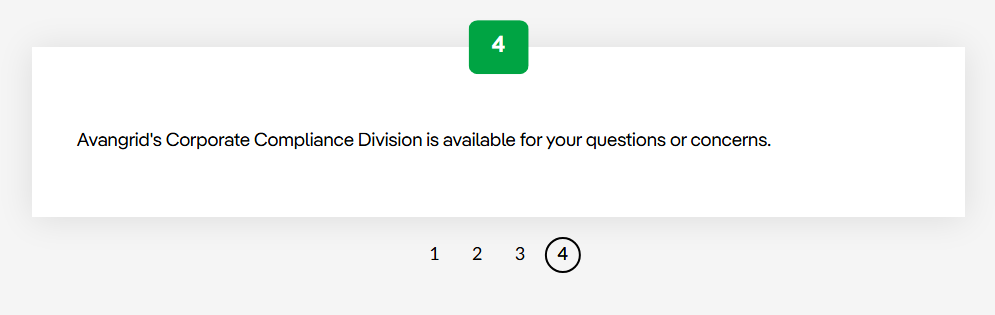 4
Avangrid's Corporate Compliance Division is available for your questions or concerns.
1 2 3 4